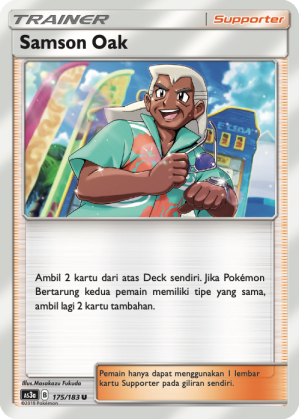 TRAINER
Supporter
Samson Oak
Ambil 2 kartu dari atas Deck sendiri. Jika Pokémon
Bertarung kedua pemain memiliki tipe yang sama,
ambil lagi 2 kartu tambahan.
Illus.Masakazu Fukuda
AS3a D 175/183 U
©2019 Pokémon
Pemain hanya dapat menggunakan 1 lembar
kartu Supporter pada giliran sendiri.